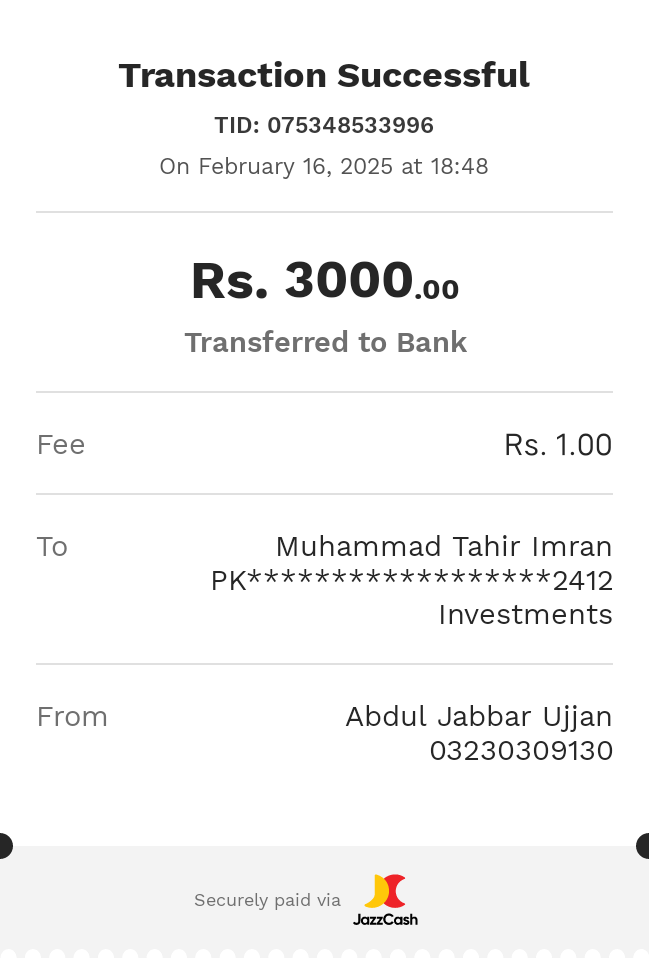 Transaction Successful
TID: 075348533996
On February 16, 2025 at 18:48
Rs. 3000.00
Transferred to Bank
Fee
Rs. 1.00
To
Muhammad Tahir Imran
PK******************2412
Investments
From
Abdul Jabbar Ujjan
03230309130
Securely paid via
JazzCash